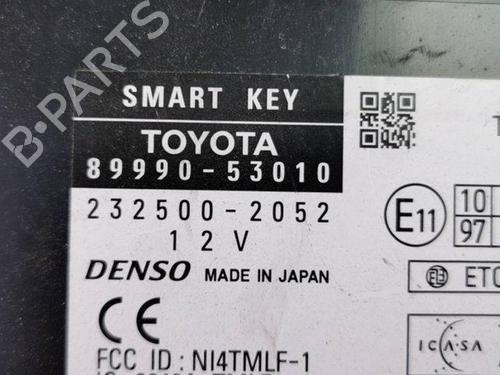 B-PARTS
SMART KEY
TOYOTA
89990-53010
232500-2052
12V
DENSO MADE IN JAPAN
CE
FCC ID : NI4TMLF-1
E11
10
97
ETC
ICASA